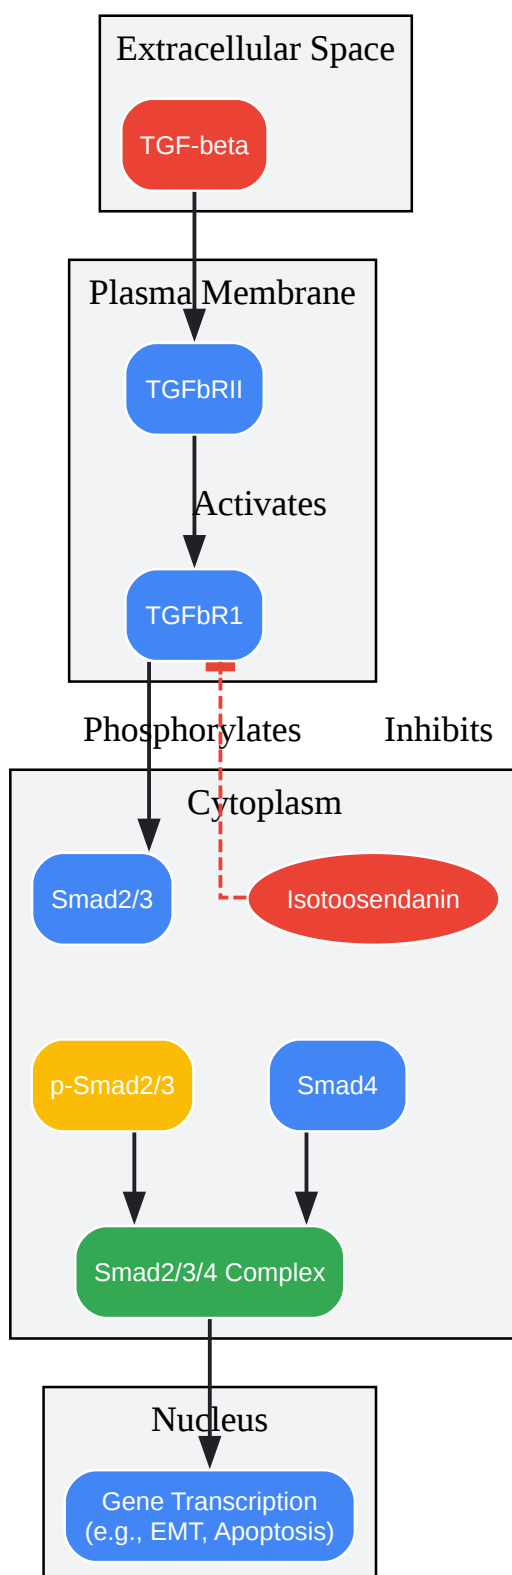 Extracellular Space
TGF-beta
Plasma Membrane
TGFbRII
Activates
TGFbR1
Phosphorylates
Inhibits
Cytoplasm
Smad2/3
Isotoosendanin
p-Smad2/3
Smad4
Smad2/3/4 Complex
Nucleus
Gene Transcription
(e.g., EMT, Apoptosis)